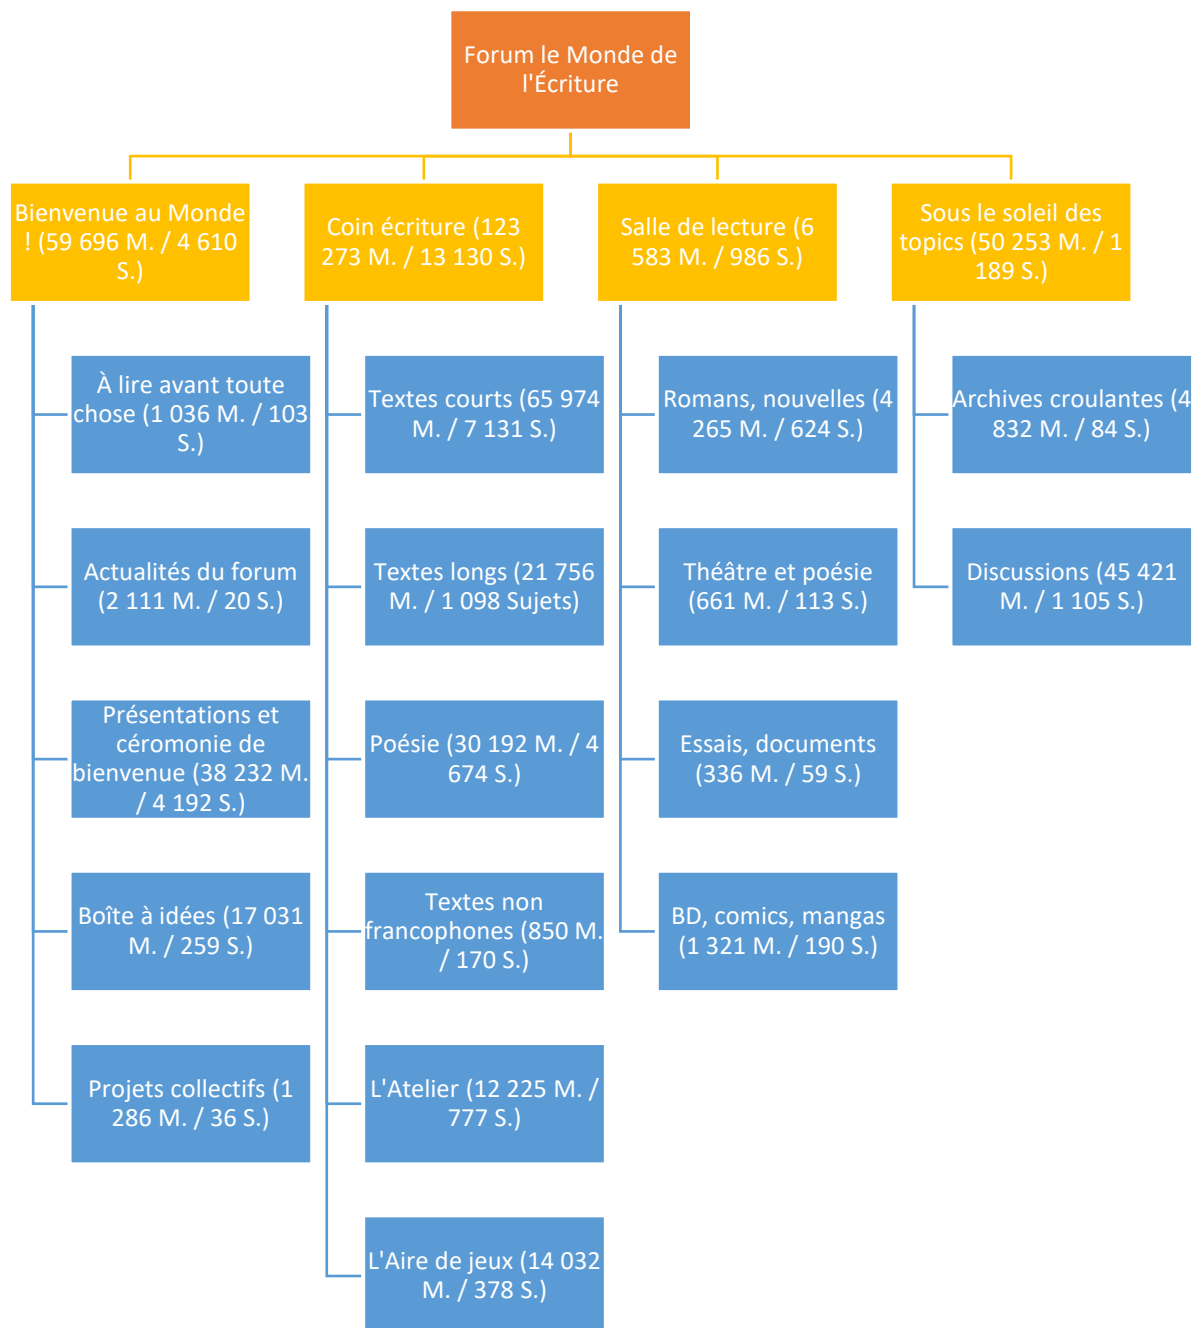 Forum le Monde de
l'Écriture
Bienvenue au Monde
! (59 696 M. / 4 610
S.)
Coin écriture (123
273 M. / 13 130 S.)
Salle de lecture (6
583 M. / 986 S.)
Sous le soleil des
topics (50 253 M. / 1
189 S.)
À lire avant toute
chose (1 036 M. / 103
S.)
Actualités du forum
(2 111 M. / 20 S.)
Présentations et
céromonie de
bienvenue (38 232 M.
/ 4 192 S.)
Boîte à idées (17 031
M. / 259 S.)
Projets collectifs (1
286 M. / 36 S.)
Textes courts (65 974
M. / 7 131 S.)
Textes longs (21 756
M. / 1 098 Sujets)
Poésie (30 192 M. / 4
674 S.)
Textes non
francophones (850 M.
/ 170 S.)
L'Atelier (12 225 M. /
777 S.)
L'Aire de jeux (14 032
M. / 378 S.)
Romans, nouvelles (4
265 M. / 624 S.)
Théâtre et poésie
(661 M. / 113 S.)
Essais, documents
(336 M. / 59 S.)
BD, comics, mangas
(1 321 M. / 190 S.)
Archives croulantes (4
832 M. / 84 S.)
Discussions (45 421
M. / 1 105 S.)